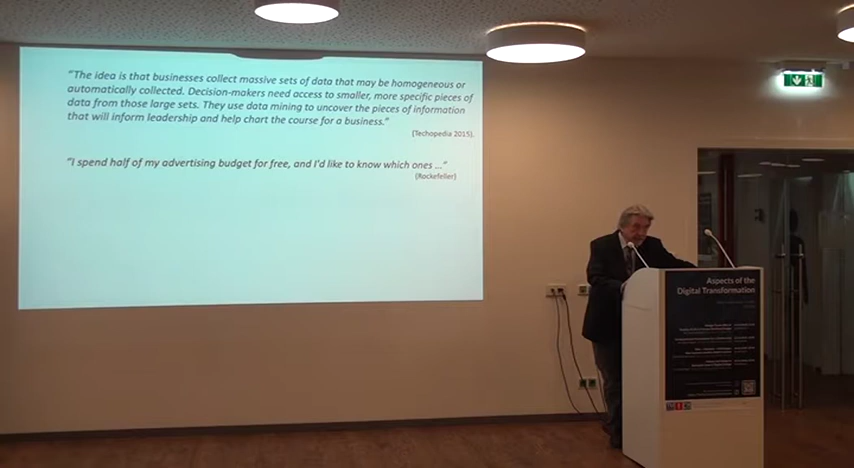 “The idea is that businesses collect massive sets of data that may be homogeneous or
automatically collected. Decision-makers need access to smaller, more specific pieces of
data from those large sets. They use data mining to uncover the pieces of information
that will inform leadership and help chart the course for a business.”
(Techopedia 2015).
“I spend half of my advertising budget for free, and I'd like to know which ones …”
(Rockefeller)
Aspects of the
Digital Transformation